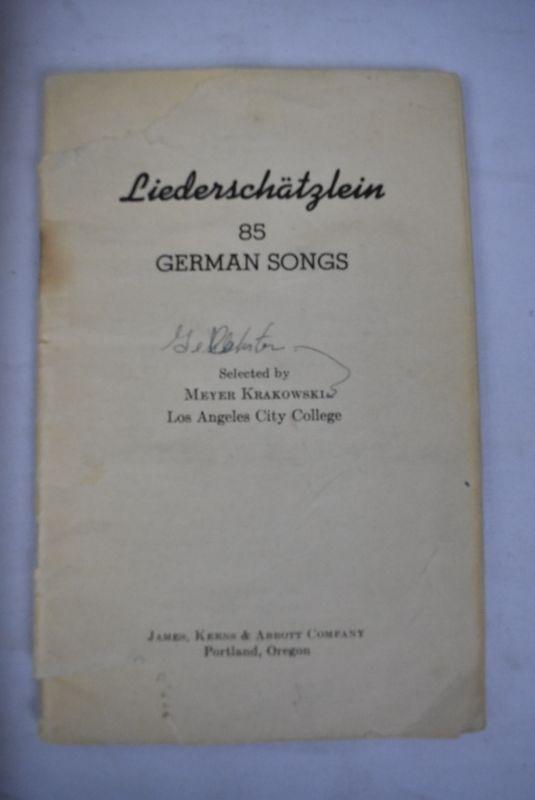 Liederschätzlein
85
GERMAN SONGS
Selected by
MEYER KRAKOWSKI
Los Angeles City College
JAMES, KERNS & ABBOTT COMPANY
Portland, Oregon